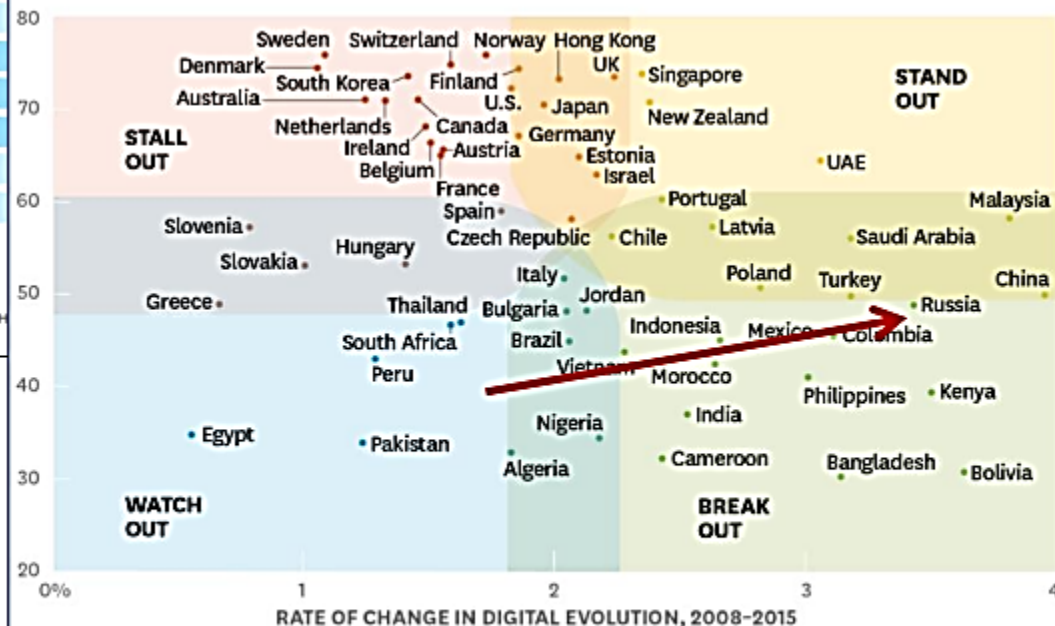 80
Sweden
Switzerland
Norway
Hong Kong
Denmark
UK
South Korea
Finland
Singapore
STAND
OUT
Australia
U.S.
Japan
70
New Zealand
Netherlands
Canada
Germany
STALL
OUT
Ireland
Austria
Estonia
Belgium
Israel
UAE
France
60
Portugal
Malaysia
Spain
Slovenia
Czech Republic
Chile
Latvia
Saudi Arabia
Hungary
Slovakia
Italy
Poland
Turkey
China
50
Greece
Thailand
Bulgaria
Jordan
Russia
Indonesia
Mexico
Colombia
South Africa
Brazil
Vietnam
Morocco
40
Peru
Philippines
Kenya
India
Nigeria
Egypt
Pakistan
Cameroon
Algeria
Bangladesh
Bolivia
30
WATCH
OUT
BREAK
OUT
20
0%
1
2
3
4
RATE OF CHANGE IN DIGITAL EVOLUTION, 2008–2015